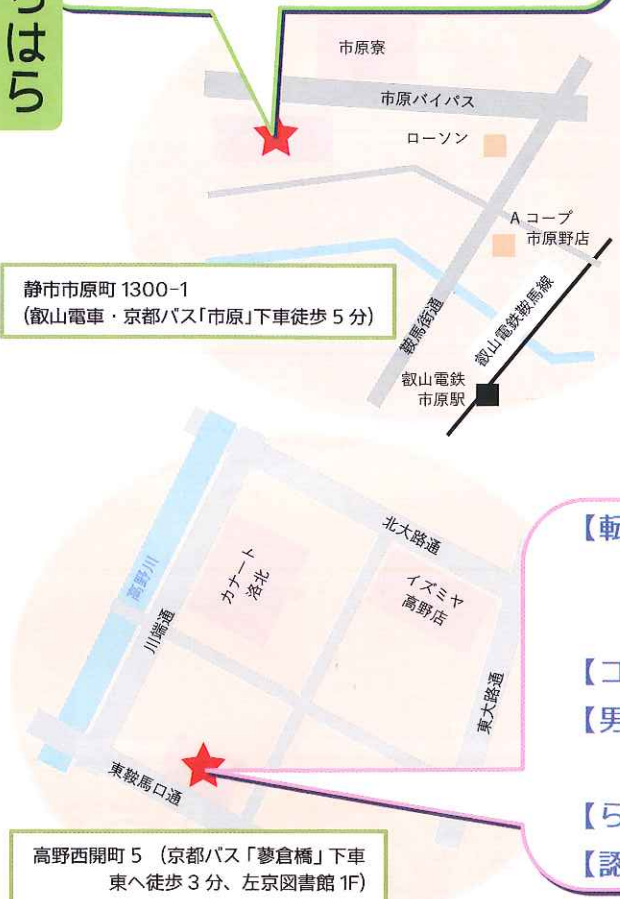 はら
市原寮
市原バイパス
ローソン
A コープ
市原野店
静市市原町 1300-1
(叡山電車・京都バス「市原」下車徒歩 5 分)
鞍馬街道
叡山電鉄鞍馬線
叡山電鉄
市原駅
北大路通
カナート
洛北
イズミヤ
高野店
高野川
川端通
東大路通
東鞍馬口通
【転
【コ
【男
【ら
【認
高野西開町 5 (京都バス「蓼倉橋」下車
東へ徒歩 3 分、左京図書館 1F)